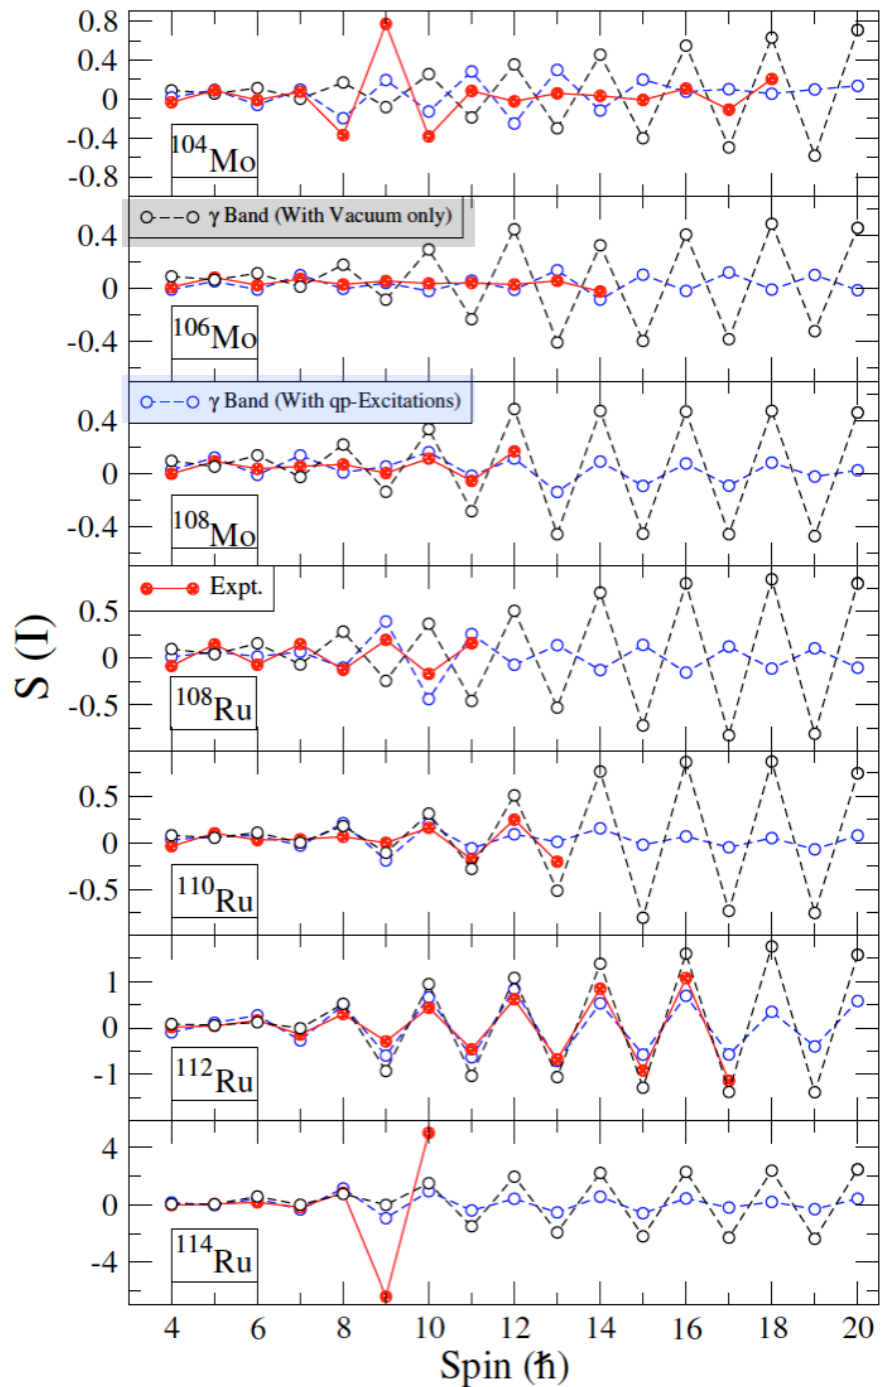 0.8
0.4
0
-0.4
-0.8
104Mo
γ Band (With Vacuum only)
0.4
0
-0.4
106Mo
γ Band (With qp-Excitations)
0.4
0
-0.4
108Mo
Expt.
0.5
0
-0.5
108Ru
0.5
0
-0.5
110Ru
1
0
-1
112Ru
4
0
-4
114Ru
S (I)
4 6 8 10 12 14 16 18 20
Spin (ħ)